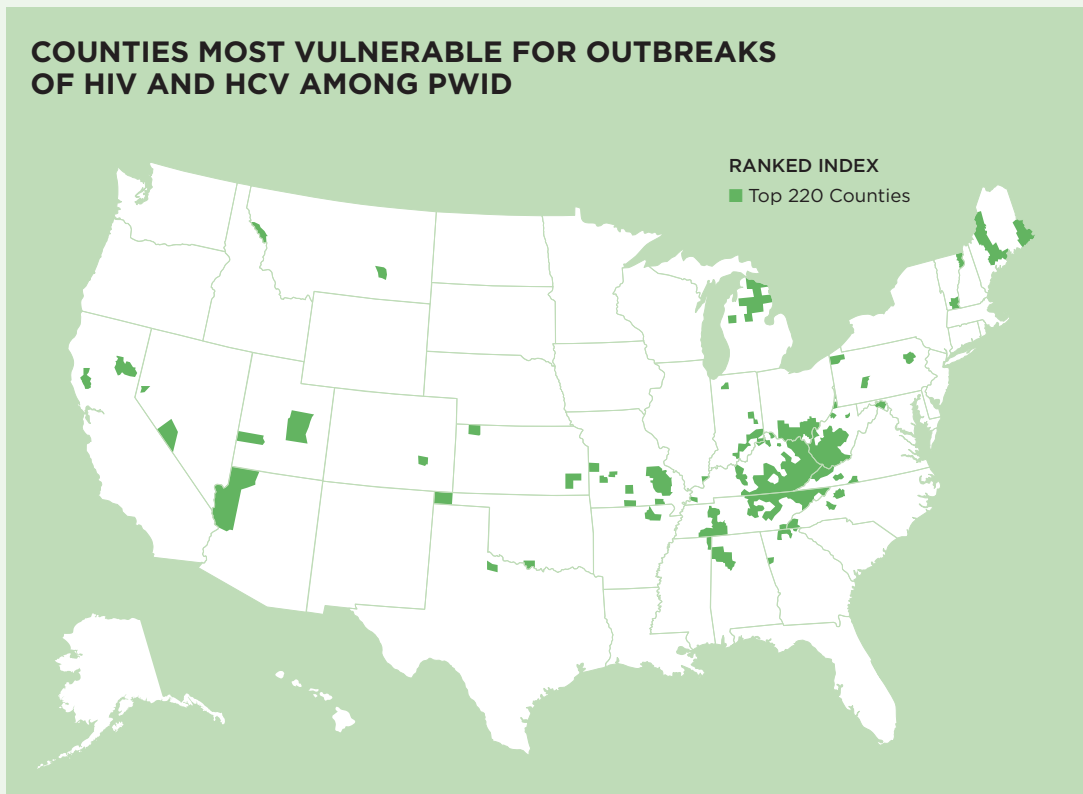 COUNTIES MOST VULNERABLE FOR OUTBREAKS
OF HIV AND HCV AMONG PWID
RANKED INDEX
Top 220 Counties